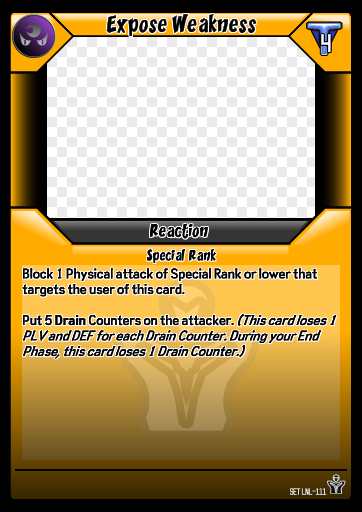 Expose Weakness
4
Reaction
Special Rank
Block 1 Physical attack of Special Rank or lower that
targets the user of this card.
Put 5 Drain Counters on the attacker. (This card loses 1
PLV and DEF for each Drain Counter. During your End
Phase, this card loses 1 Drain Counter.)
SET LNL-111